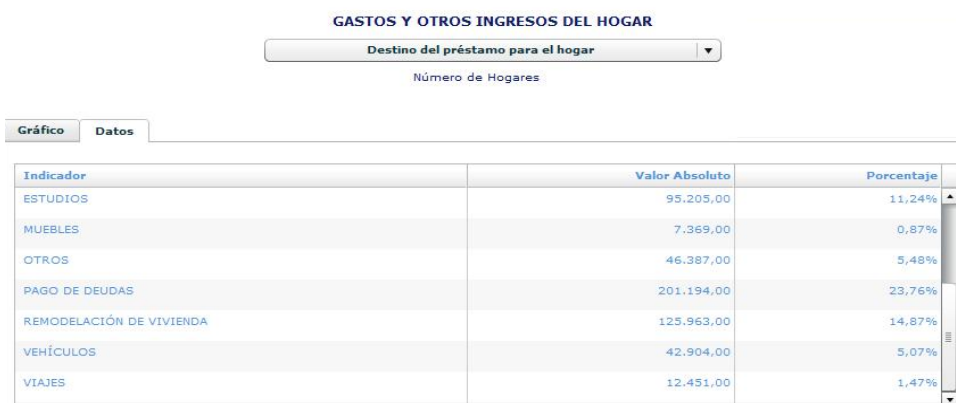 GASTOS Y OTROS INGRESOS DEL HOGAR
Destino del préstamo para el hogar
Número de Hogares
Gráfico Datos
Indicador Valor Absoluto Porcentaje
ESTUDIOS 95.205,00 11,24%
MUEBLES 7.369,00 0,87%
OTROS 46.387,00 5,48%
PAGO DE DEUDAS 201.194,00 23,76%
REMODELACIÓN DE VIVIENDA 125.963,00 14,87%
VEHÍCULOS 42.904,00 5,07%
VIAJES 12.451,00 1,47%